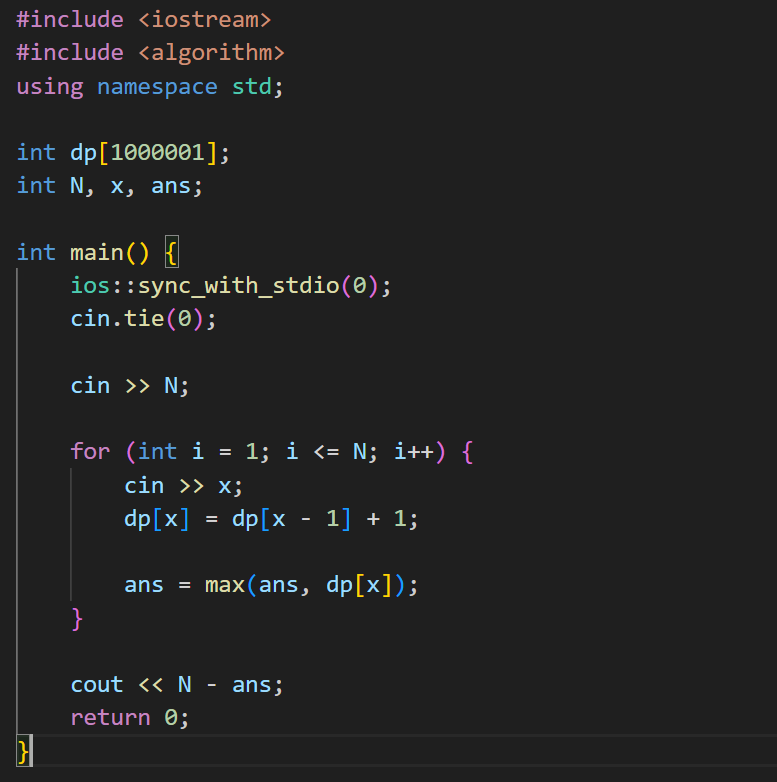 #include <iostream>
#include <algorithm>
using namespace std;

int dp[1000001];
int N, x, ans;

int main() {
    ios::sync_with_stdio(0);
    cin.tie(0);

    cin >> N;

    for (int i = 1; i <= N; i++) {
        cin >> x;
        dp[x] = dp[x - 1] + 1;

        ans = max(ans, dp[x]);
    }

    cout << N - ans;
    return 0;
}